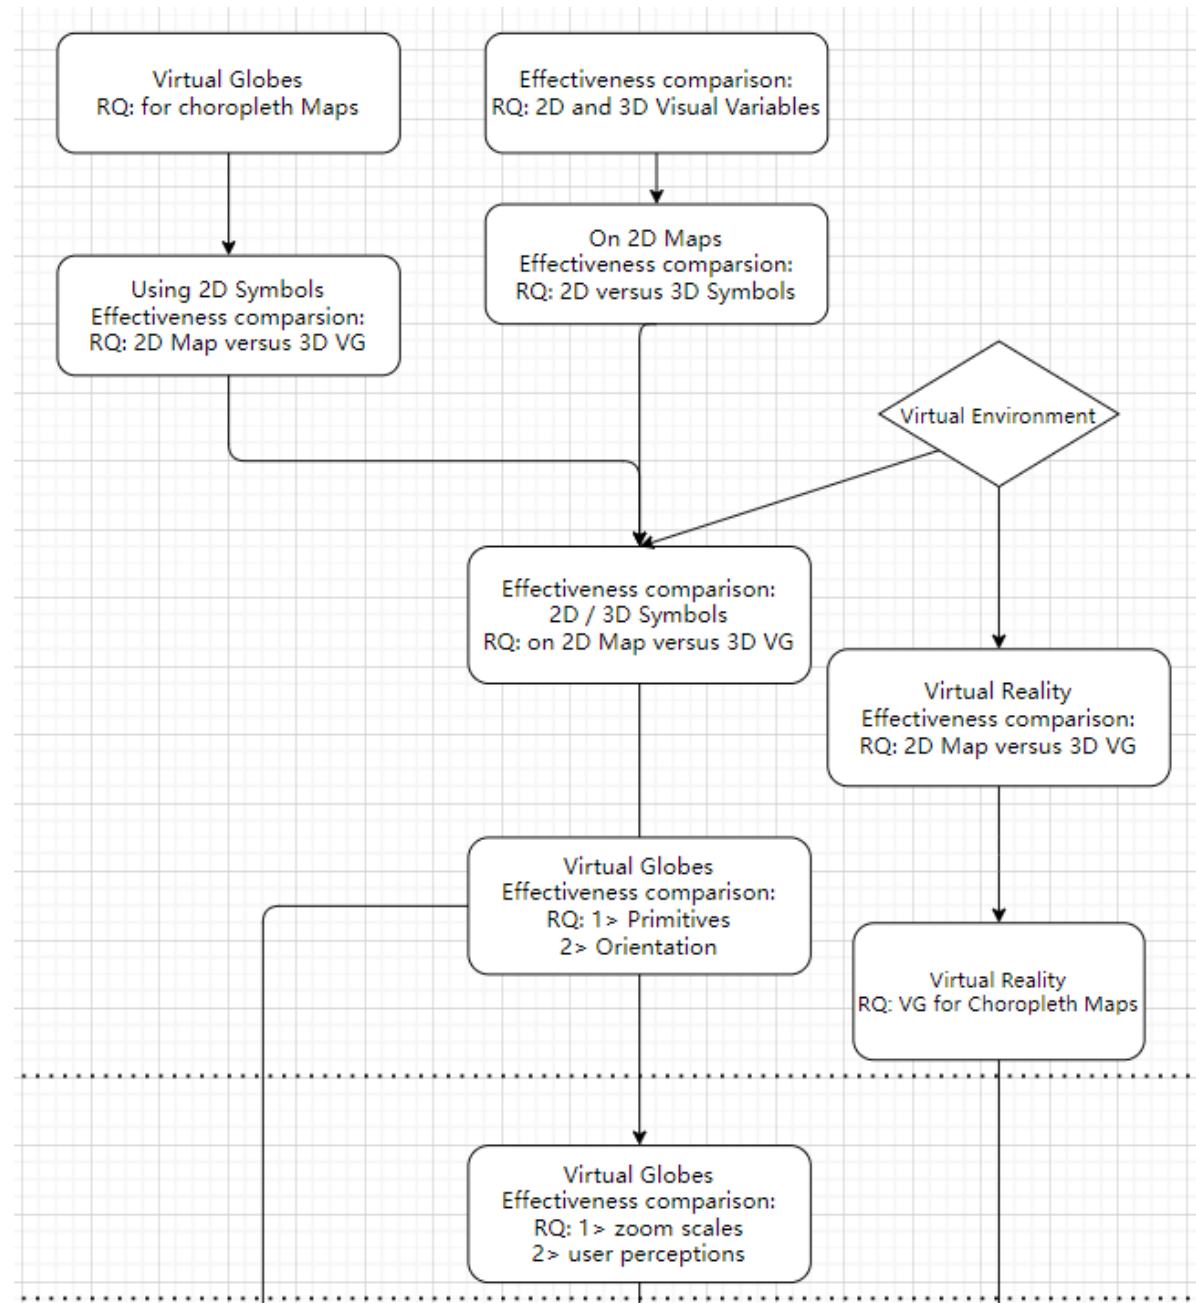 Virtual Globes
RQ: for choropleth Maps
Effectiveness comparison:
RQ: 2D and 3D Visual Variables
On 2D Maps
Effectiveness comparsion:
RQ: 2D versus 3D Symbols
Using 2D Symbols
Effectiveness comparsion:
RQ: 2D Map versus 3D VG
Virtual Environment
Effectiveness comparison:
2D / 3D Symbols
RQ: on 2D Map versus 3D VG
Virtual Reality
Effectiveness comparison:
RQ: 2D Map versus 3D VG
Virtual Globes
Effectiveness comparison:
RQ: 1> Primitives
2> Orientation
Virtual Reality
RQ: VG for Choropleth Maps
Virtual Globes
Effectiveness comparison:
RQ: 1> zoom scales
2> user perceptions